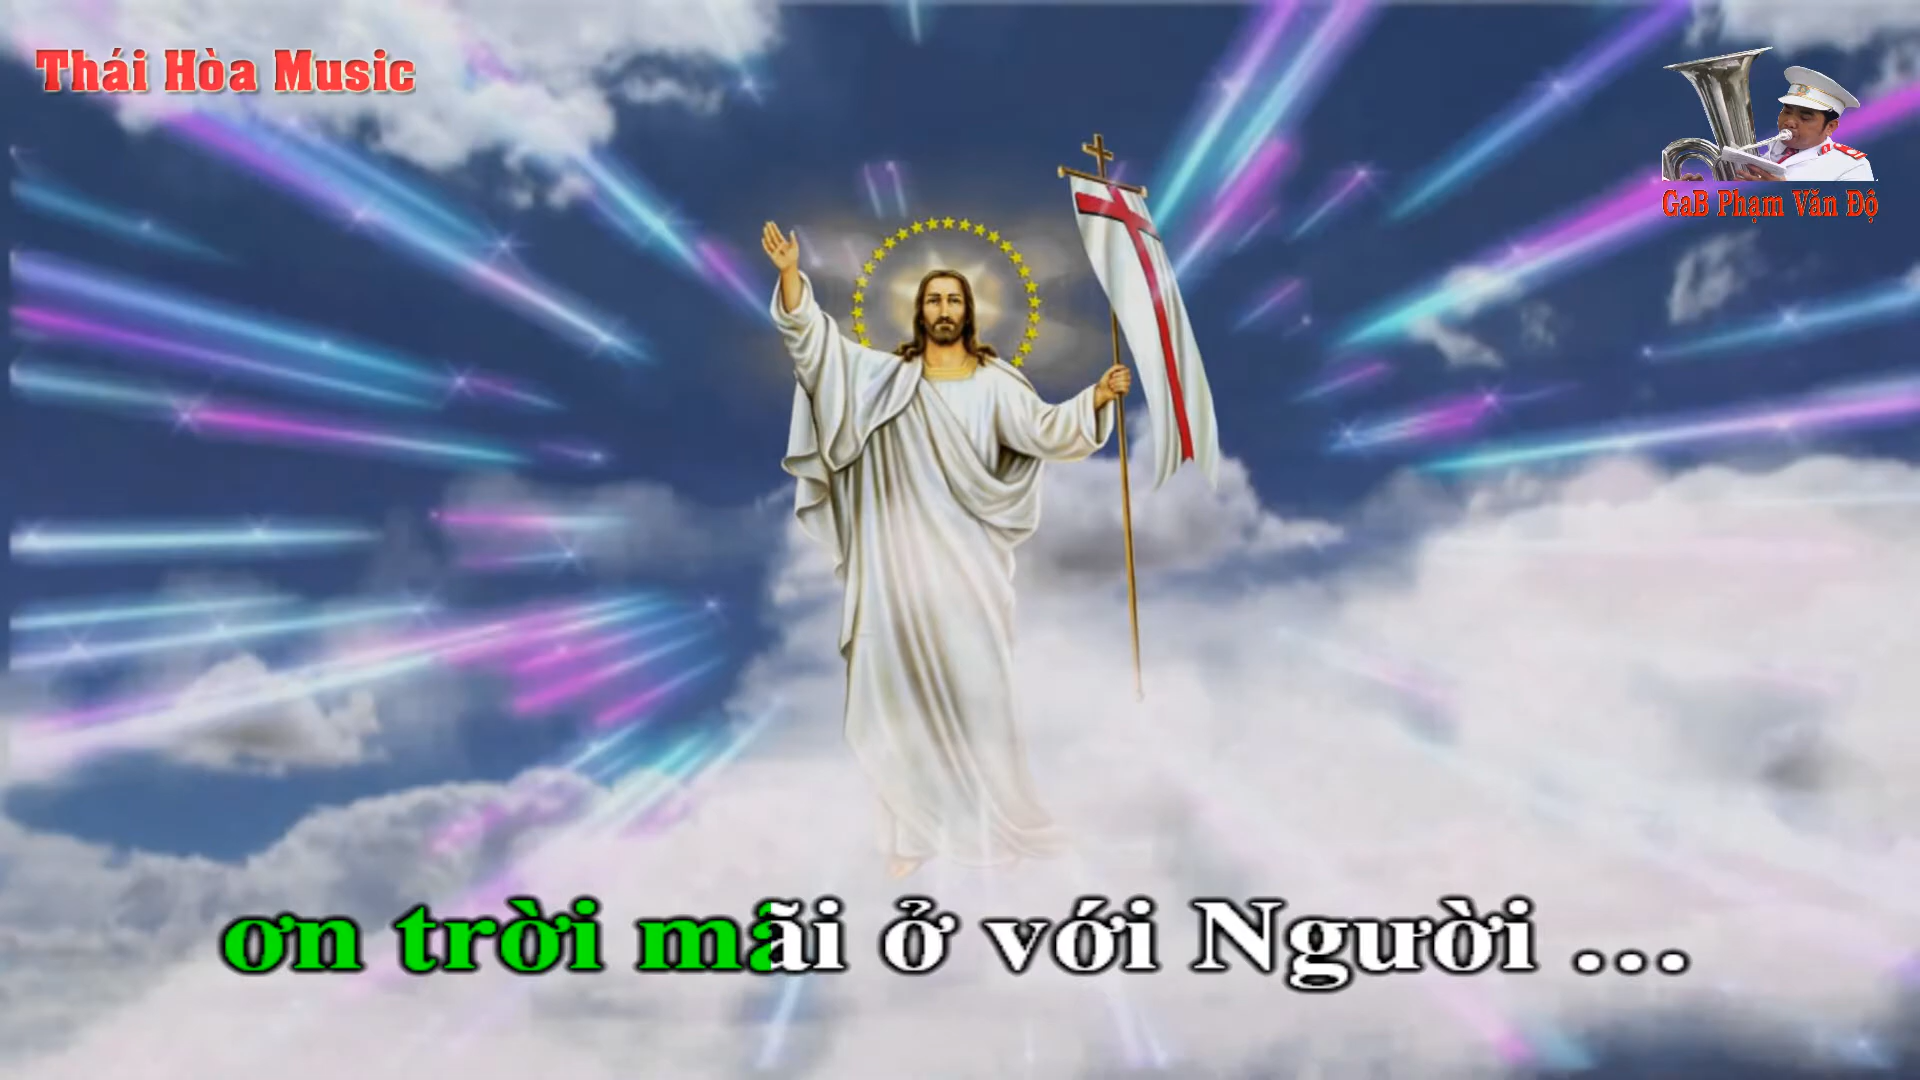 Thái Hòa Music
GaB Phạm Văn Độ
ơn trời mãi ở với Người ...